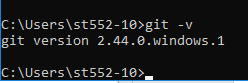 C:\Users\st552-10>git -v
git version 2.44.0.windows.1
C:\Users\st552-10>